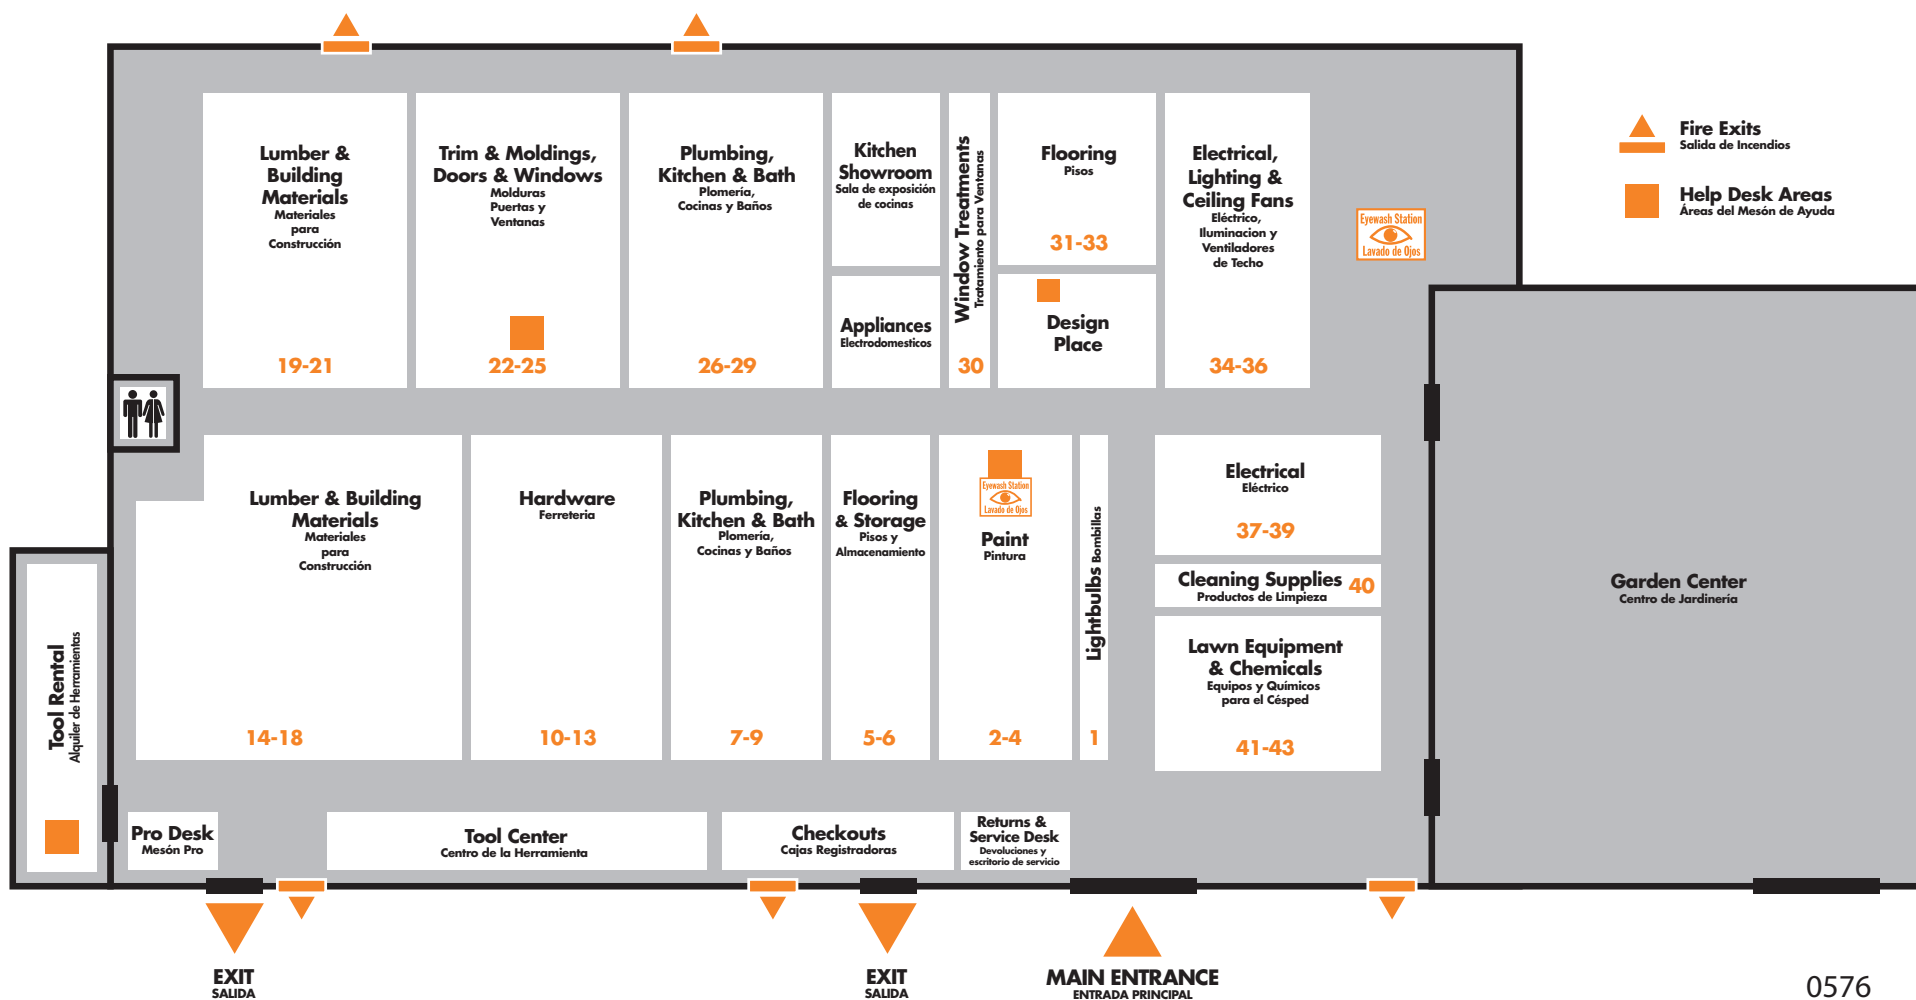 Lumber &
Building
Materials
Materiales
para
Construcción
19-21
Trim & Moldings,
Doors & Windows
Molduras
Puertas y
Ventanas
22-25
Plumbing,
Kitchen & Bath
Plomería,
Cocinas y Baños
26-29
Kitchen
Showroom
Sala de exposición
de cocinas
Appliances
Electrodomesticos
Window Treatments
Tratamiento para Ventanas
30
Flooring
Pisos
31-33
Design
Place
Electrical,
Lighting &
Ceiling Fans
Eléctrico,
Iluminacion y
Ventiladores
de Techo
34-36
Eyewash Station
Lavado de Ojos
Fire Exits
Salida de Incendios
Help Desk Areas
Áreas del Mesón de Ayuda
Lumber & Building
Materials
Materiales
para
Construcción
14-18
Hardware
Ferreteria
10-13
Plumbing,
Kitchen & Bath
Plomería,
Cocinas y Baños
7-9
Flooring
& Storage
Pisos y
Almacenamiento
5-6
Eyewash Station
Lavado de Ojos
Paint
Pintura
2-4
Lightbulbs Bombillas
1
Electrical
Eléctrico
37-39
Cleaning Supplies 40
Productos de Limpieza
Lawn Equipment
& Chemicals
Equipos y Químicos
para el Césped
41-43
Garden Center
Centro de Jardinería
Tool Rental
Alquiler de Herramientas
Pro Desk
Mesón Pro
Tool Center
Centro de la Herramienta
Checkouts
Cajas Registradoras
Returns &
Service Desk
Devoluciones y
escritorio de servicio
EXIT
SALIDA
EXIT
SALIDA
MAIN ENTRANCE
ENTRADA PRINCIPAL
0576